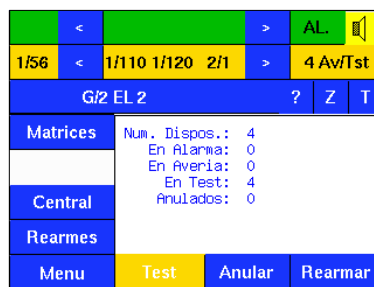 < > AL.
1/56 < 1/110 1/120 2/1 > 4 Av/Tst
G/2 EL 2 ? Z T
Matrices
Num. Dispos.: 4
En Alarma: 0
En Averia: 0
En Test: 4
Anulados: 0
Central
Rearmes
Menu Test Anular Rearmar